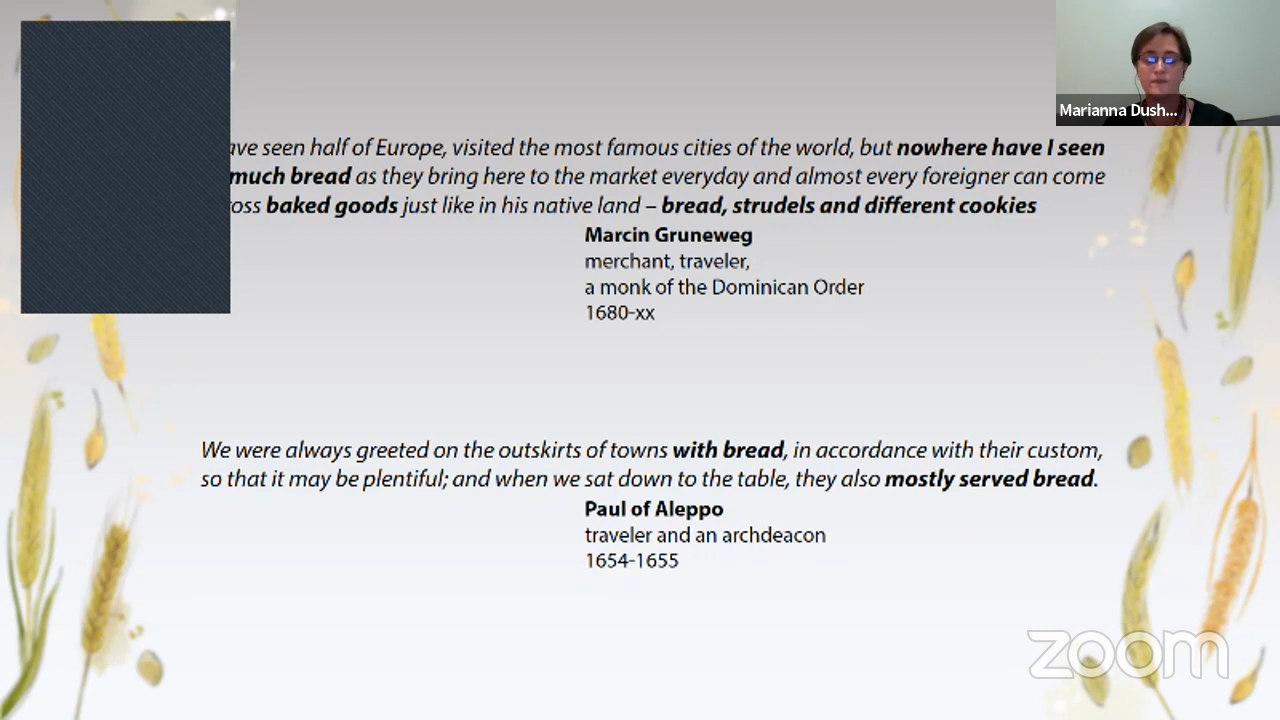 ave seen half of Europe, visited the most famous cities of the world, but nowhere have I seen
much bread as they bring here to the market everyday and almost every foreigner can come
oss baked goods just like in his native land – bread, strudels and different cookies
Marcin Gruneweg
merchant, traveler,
a monk of the Dominican Order
1680-xx
We were always greeted on the outskirts of towns with bread, in accordance with their custom,
so that it may be plentiful; and when we sat down to the table, they also mostly served bread.
Paul of Aleppo
traveler and an archdeacon
1654-1655
Marianna Dush...
zoom